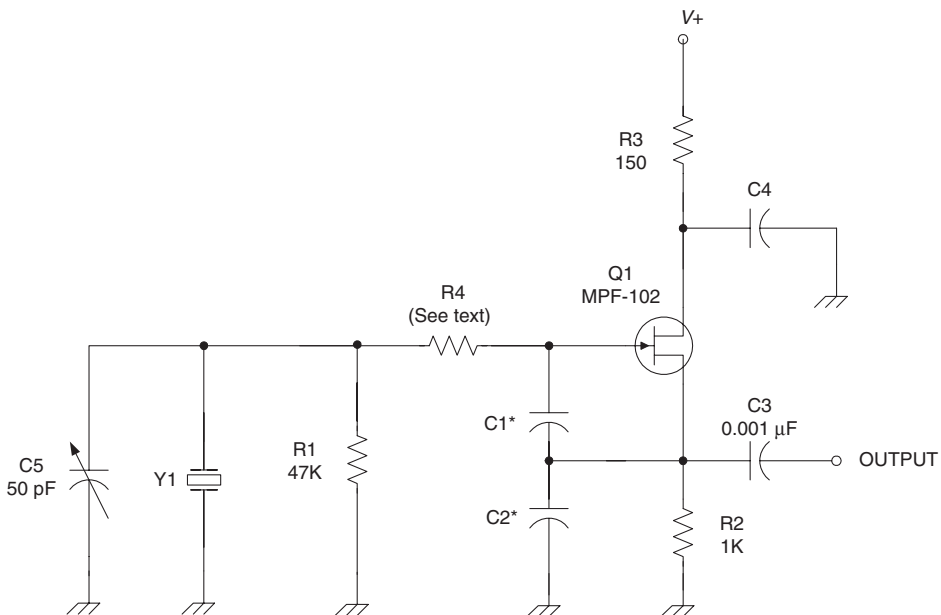 V+
R3
150
C4
Q1
MPF-102
R4
(See text)
C1*
C3
0.001 μF
OUTPUT
C5
50 pF
Y1
R1
47K
C2*
R2
1K